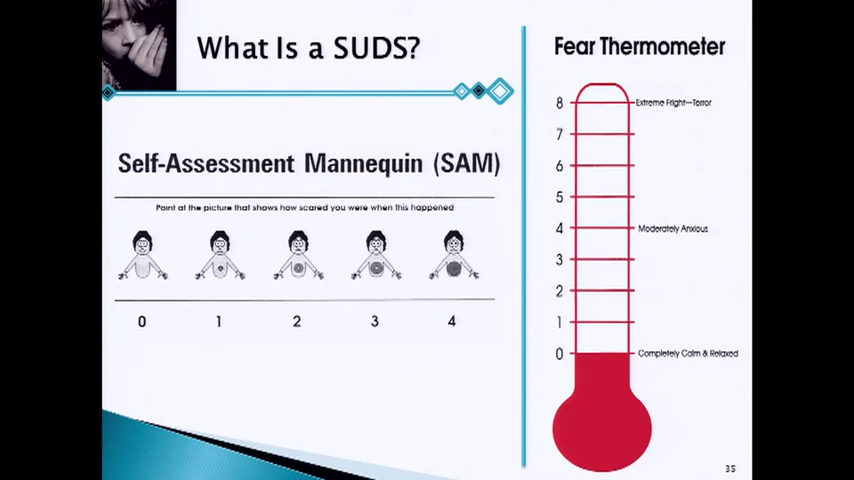 What Is a SUDS?
Self-Assessment Mannequin (SAM)
Point at the picture that shows how scared you were when this happened
0 1 2 3 4
Fear Thermometer
8 Extreme Fright—Terror
7
6
5
4 Moderately Anxious
3
2
1
0 Completely Calm & Relaxed
35